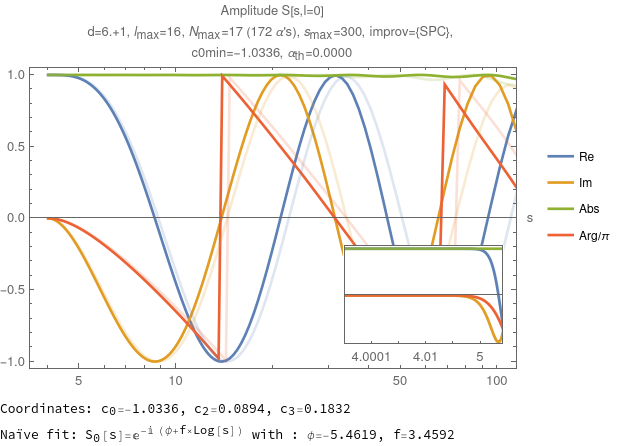 Amplitude S[s,l=0]
d=6.+1, lmax=16, Nmax=17 (172 α's), smax=300, improv={SPC},
c0min=-1.0336, αth=0.0000
1.0
0.5
0.0
-0.5
-1.0
5
10
50
100
s
4.0001
4.01
5
Re
Im
Abs
Arg/π
Coordinates: c0=-1.0336, c2=0.0894, c3=0.1832
Naïve fit: S0[s]=e^-i (ϕ+f×Log[s]) with : ϕ=-5.4619, f=3.4592